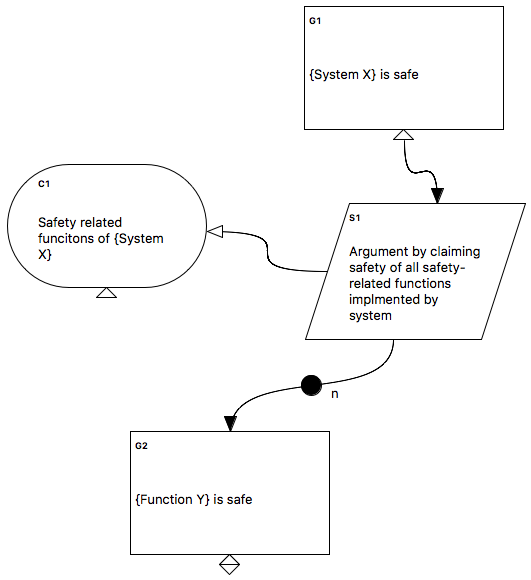 G1
{System X} is safe
C1
Safety related
funcitons of {System
X}
S1
Argument by claiming
safety of all safety-
related functions
implmented by
system
n
G2
{Function Y} is safe